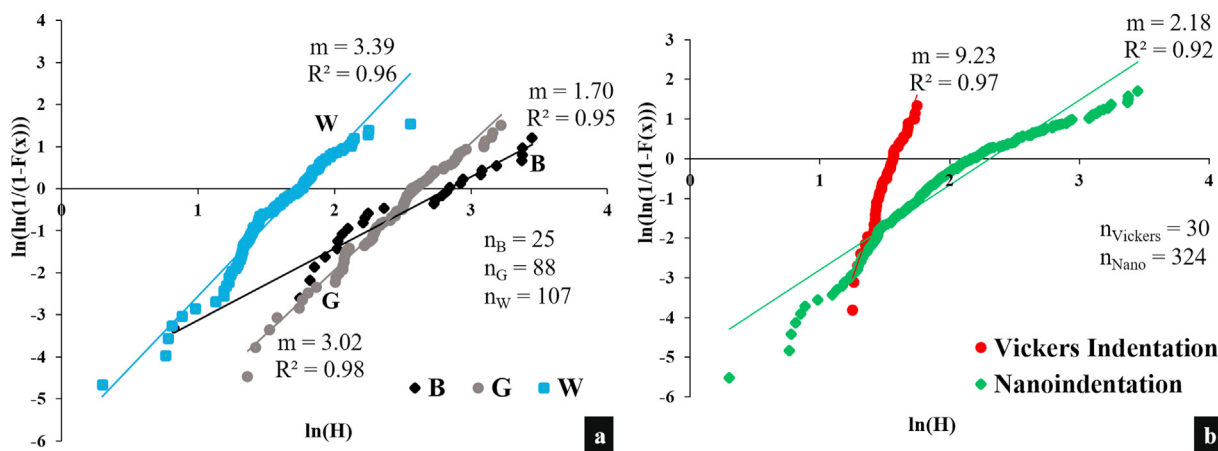 4
3
2
1
0
-1
-2
-3
-4
-5
-6
0
1
2
3
4
ln(ln(1/(1-F(x))))
ln(H)
m = 3.39
R² = 0.96
W
m = 1.70
R² = 0.95
B
G
m = 3.02
R² = 0.98
n_B = 25
n_G = 88
n_W = 107
B G W
a
3
2
1
0
-1
-2
-3
-4
-5
-6
0
1
2
3
4
ln(ln(1/(1-F(x))))
ln(H)
m = 9.23
R² = 0.97
m = 2.18
R² = 0.92
n_Vickers = 30
n_Nano = 324
Vickers Indentation
Nanoindentation
b